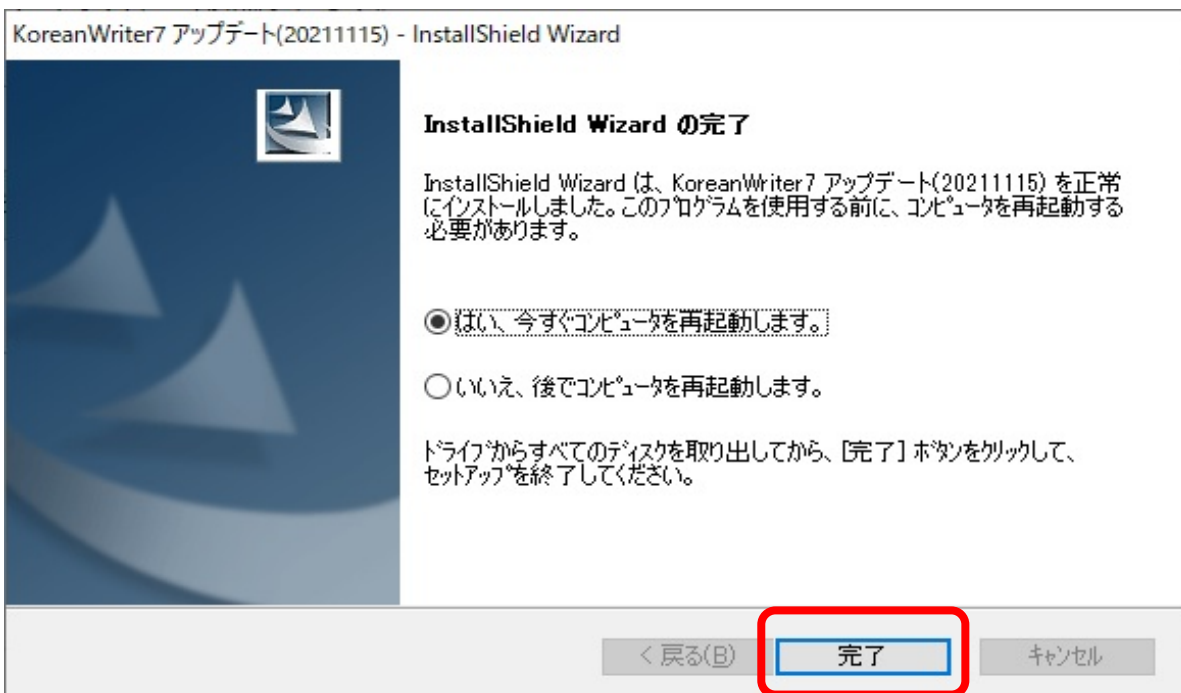 KoreanWriter7 アップデート(20211115) - InstallShield Wizard
InstallShield Wizard の完了
InstallShield Wizard は、KoreanWriter7 アップデート(20211115) を正常
にインストールしました。このプログラムを使用する前に、コンピュータを再起動する
必要があります。
はい、今すぐコンピュータを再起動します。
いいえ、後でコンピュータを再起動します。
ドライブからすべてのディスクを取り出してから、[完了] ボタンをクリックして、
セットアップを終了してください。
< 戻る(B)
完了
キャンセル